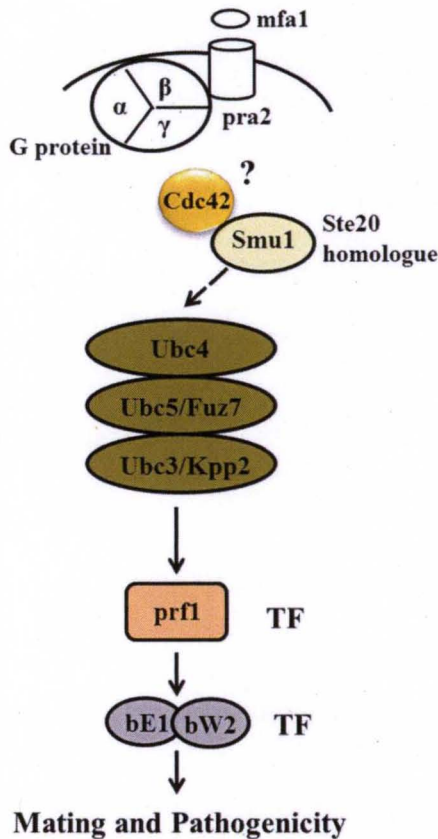 mfa1
α
β
γ
pra2
G protein
?
Cdc42
Smu1
Ste20
homologue
Ubc4
Ubc5/Fuz7
Ubc3/Kpp2
prf1
TF
bE1
bW2
TF
Mating and Pathogenicity